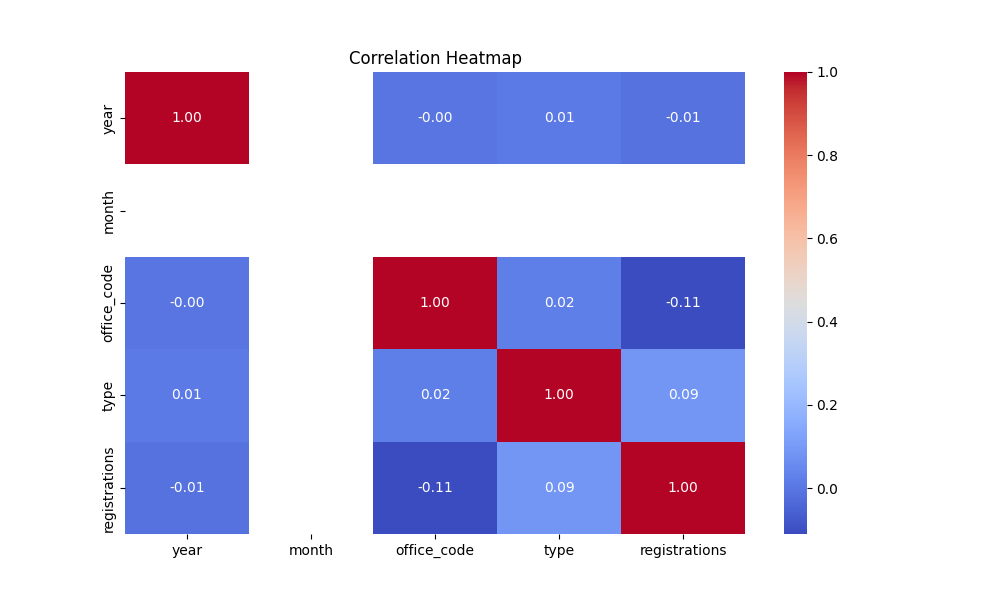 Correlation Heatmap
year 1.00 -0.00 0.01 -0.01
month
office_code -0.00 1.00 0.02 -0.11
type 0.01 0.02 1.00 0.09
registrations -0.01 -0.11 0.09 1.00
year month office_code type registrations
1.0
0.8
0.6
0.4
0.2
0.0